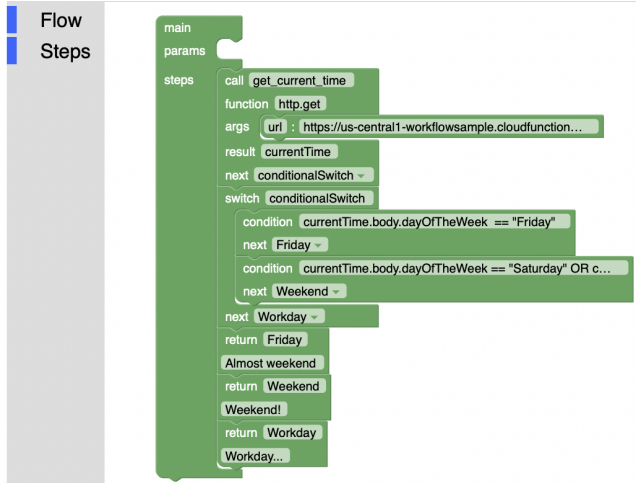 Flow
Steps
main
params
steps
call get_current_time
function http.get
args url : https://us-central1-workflowsample.cloudfunction...
result currentTime
next conditionalSwitch
switch conditionalSwitch
condition currentTime.body.dayOfTheWeek == "Friday"
next Friday
condition currentTime.body.dayOfTheWeek == "Saturday" OR c...
next Weekend
next Workday
return Friday
Almost weekend
return Weekend
Weekend!
return Workday
Workday...